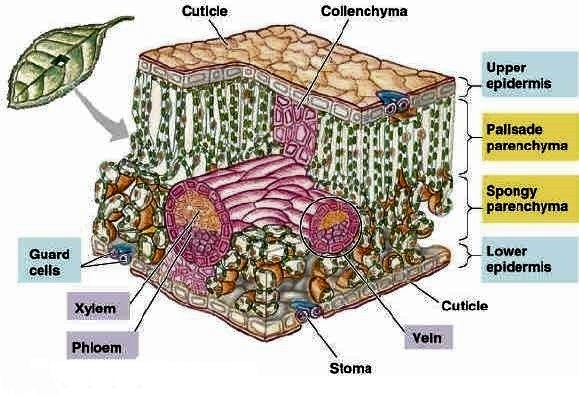 Cuticle
Collenchyma
Upper
epidermis
Palisade
parenchyma
Spongy
parenchyma
Guard
cells
Lower
epidermis
Xylem
Cuticle
Phloem
Vein
Stoma